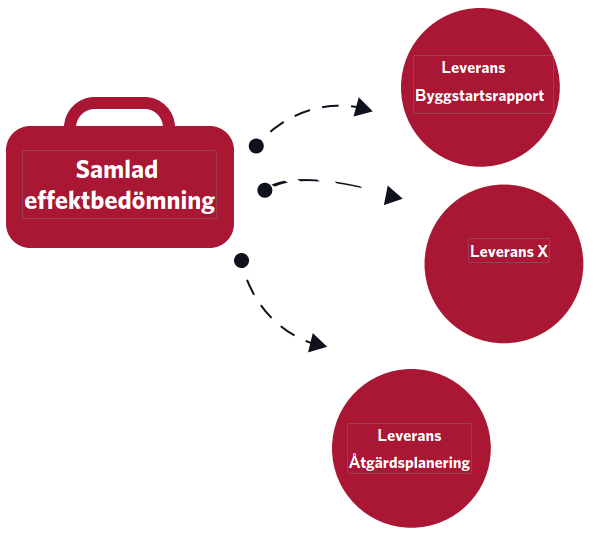 Samlad
effektbedömning
Leverans
Byggstartsrapport
Leverans X
Leverans
Åtgärdsplanering